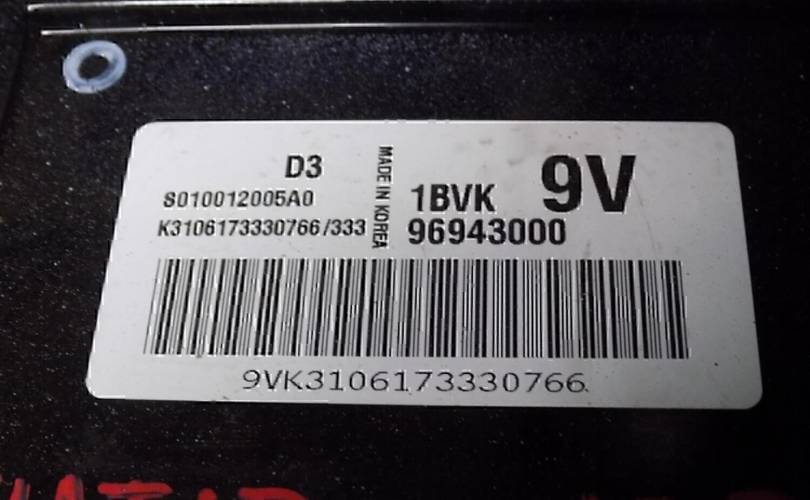 D3
S010012005A0
K3106173330766/333
MADE IN KOREA
1BVK
9V
96943000
9VK3106173330766